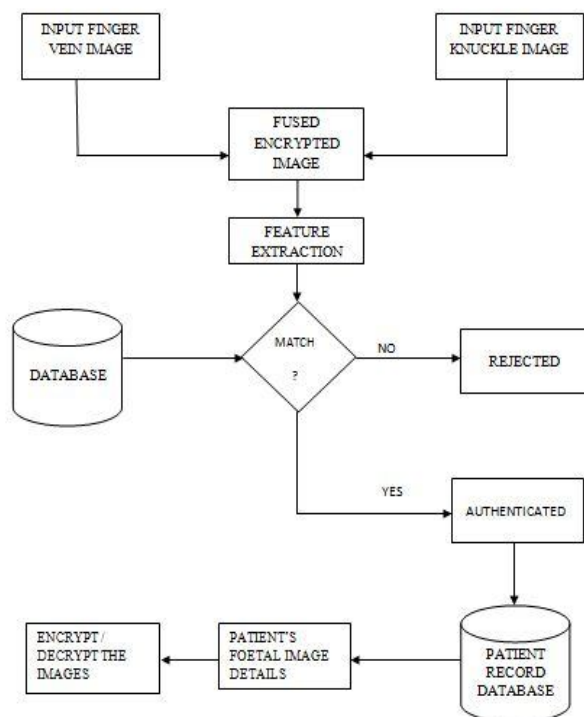 INPUT FINGER
VEIN IMAGE
INPUT FINGER
KNUCKLE IMAGE
FUSED
ENCRYPTED
IMAGE
FEATURE
EXTRACTION
MATCH
?
NO
REJECTED
DATABASE
YES
AUTHENTICATED
ENCRYPT /
DECRYPT THE
IMAGES
PATIENT'S
FOETAL IMAGE
DETAILS
PATIENT
RECORD
DATABASE